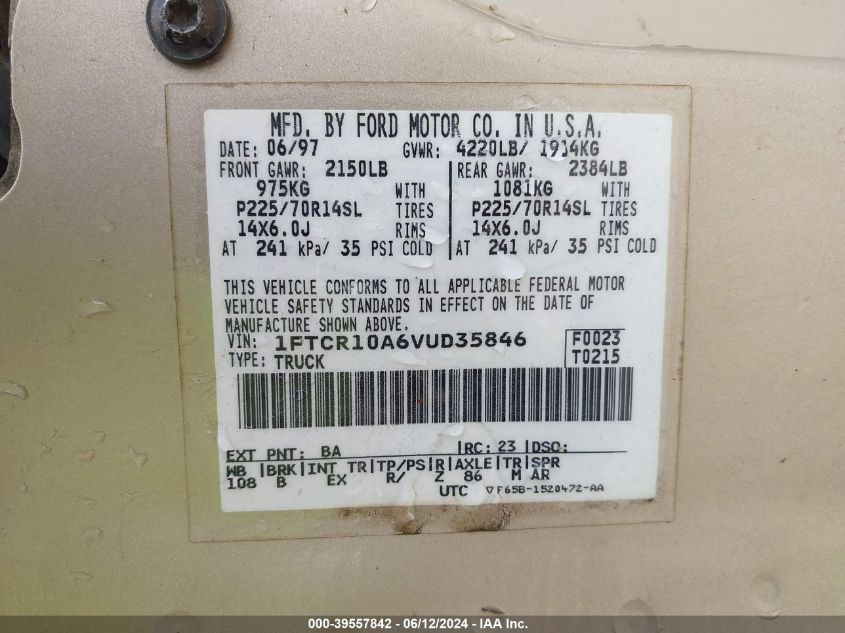 MFD. BY FORD MOTOR CO. IN U.S.A.
DATE: 06/97 GVWR: 4220LB/ 1914KG
FRONT GAWR: 2150LB REAR GAWR: 2384LB
975KG WITH 1081KG WITH
P225/70R14SL TIRES P225/70R14SL TIRES
14X6.0J RIMS 14X6.0J RIMS
AT 241 kPa/ 35 PSI COLD AT 241 kPa/ 35 PSI COLD
THIS VEHICLE CONFORMS TO ALL APPLICABLE FEDERAL MOTOR
VEHICLE SAFETY STANDARDS IN EFFECT ON THE DATE OF
MANUFACTURE SHOWN ABOVE.
VIN: 1FTCR10A6VUD35846 F0023
TYPE: TRUCK T0215
EXT PNT: BA RC: 23 DSO:
WB BRK INT TR TP/PS R AXLE TR SPR
108 B EX R/ Z 86 M AR
UTC F65B-1520472-AA
000-39557842 - 06/12/2024 - IAA Inc.